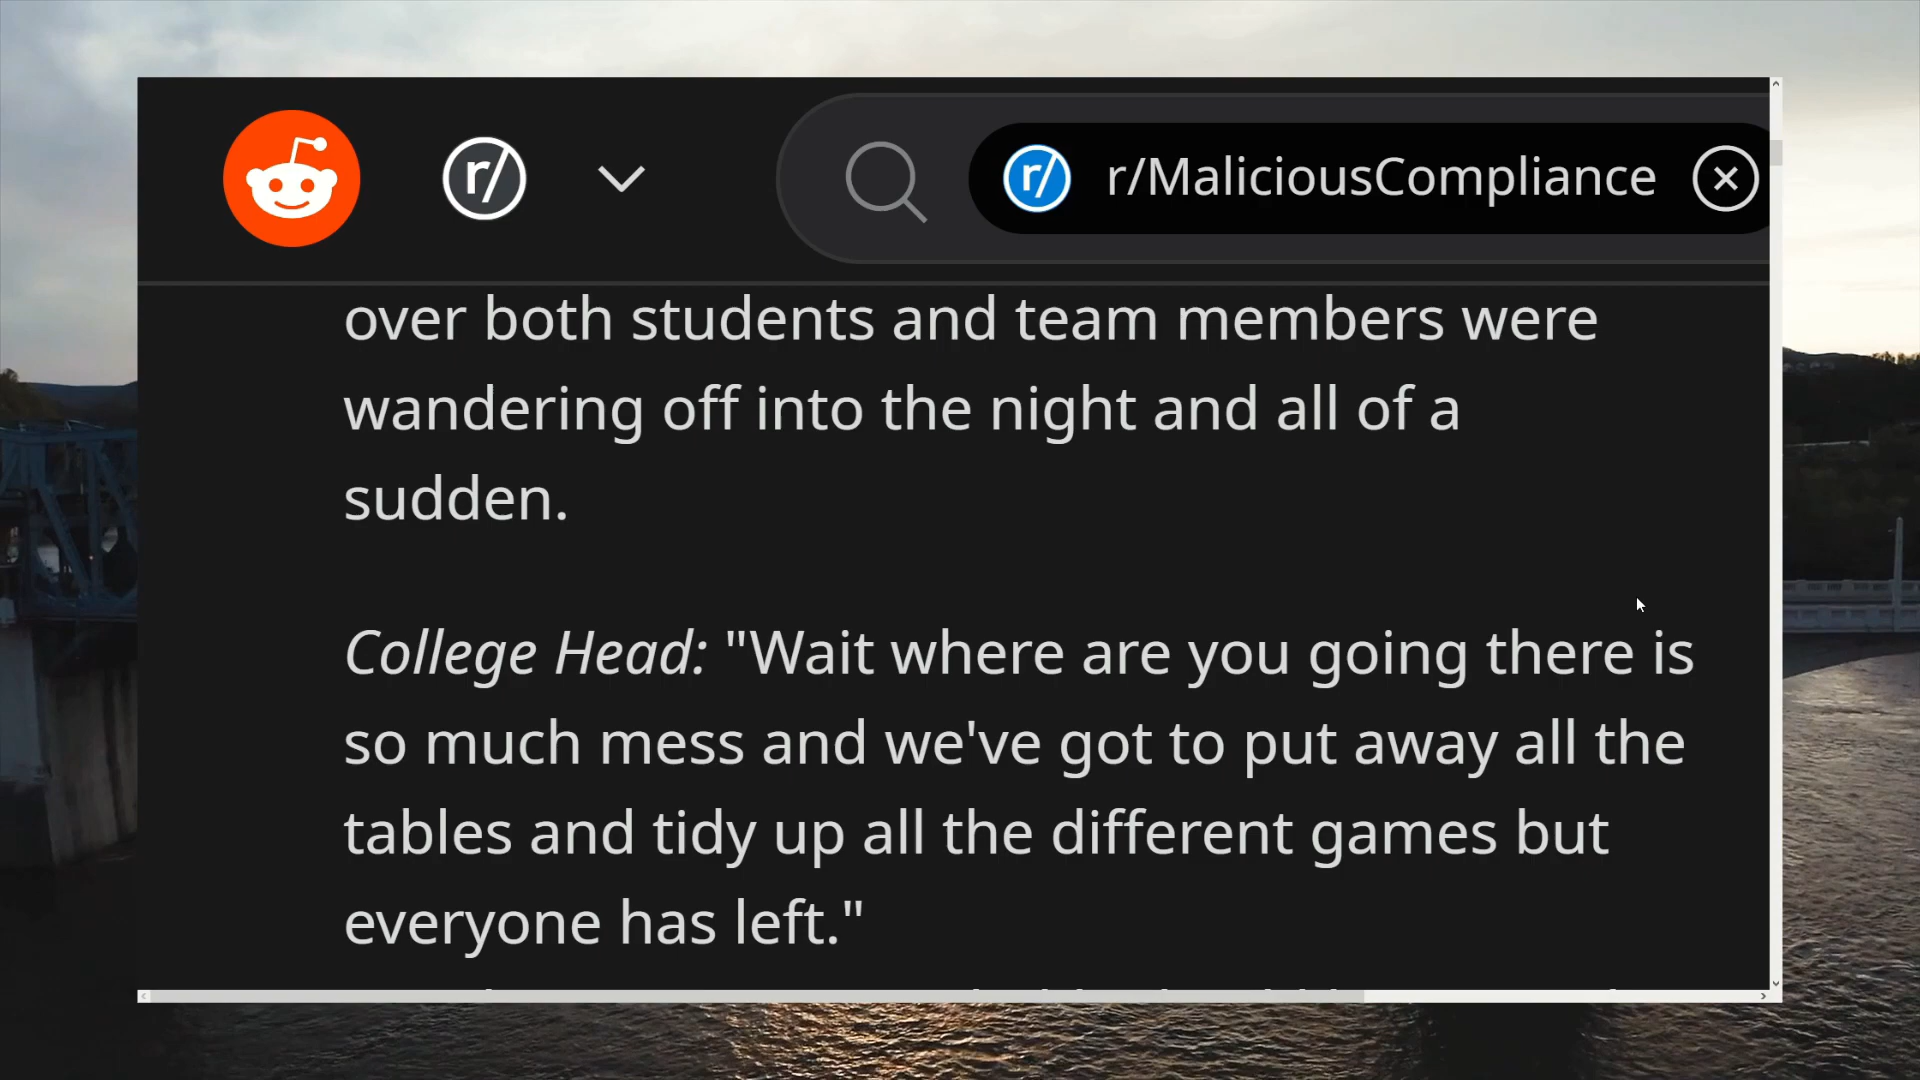 r/ r/ r/MaliciousCompliance
over both students and team members were
wandering off into the night and all of a
sudden.
College Head: "Wait where are you going there is
so much mess and we've got to put away all the
tables and tidy up all the different games but
everyone has left."